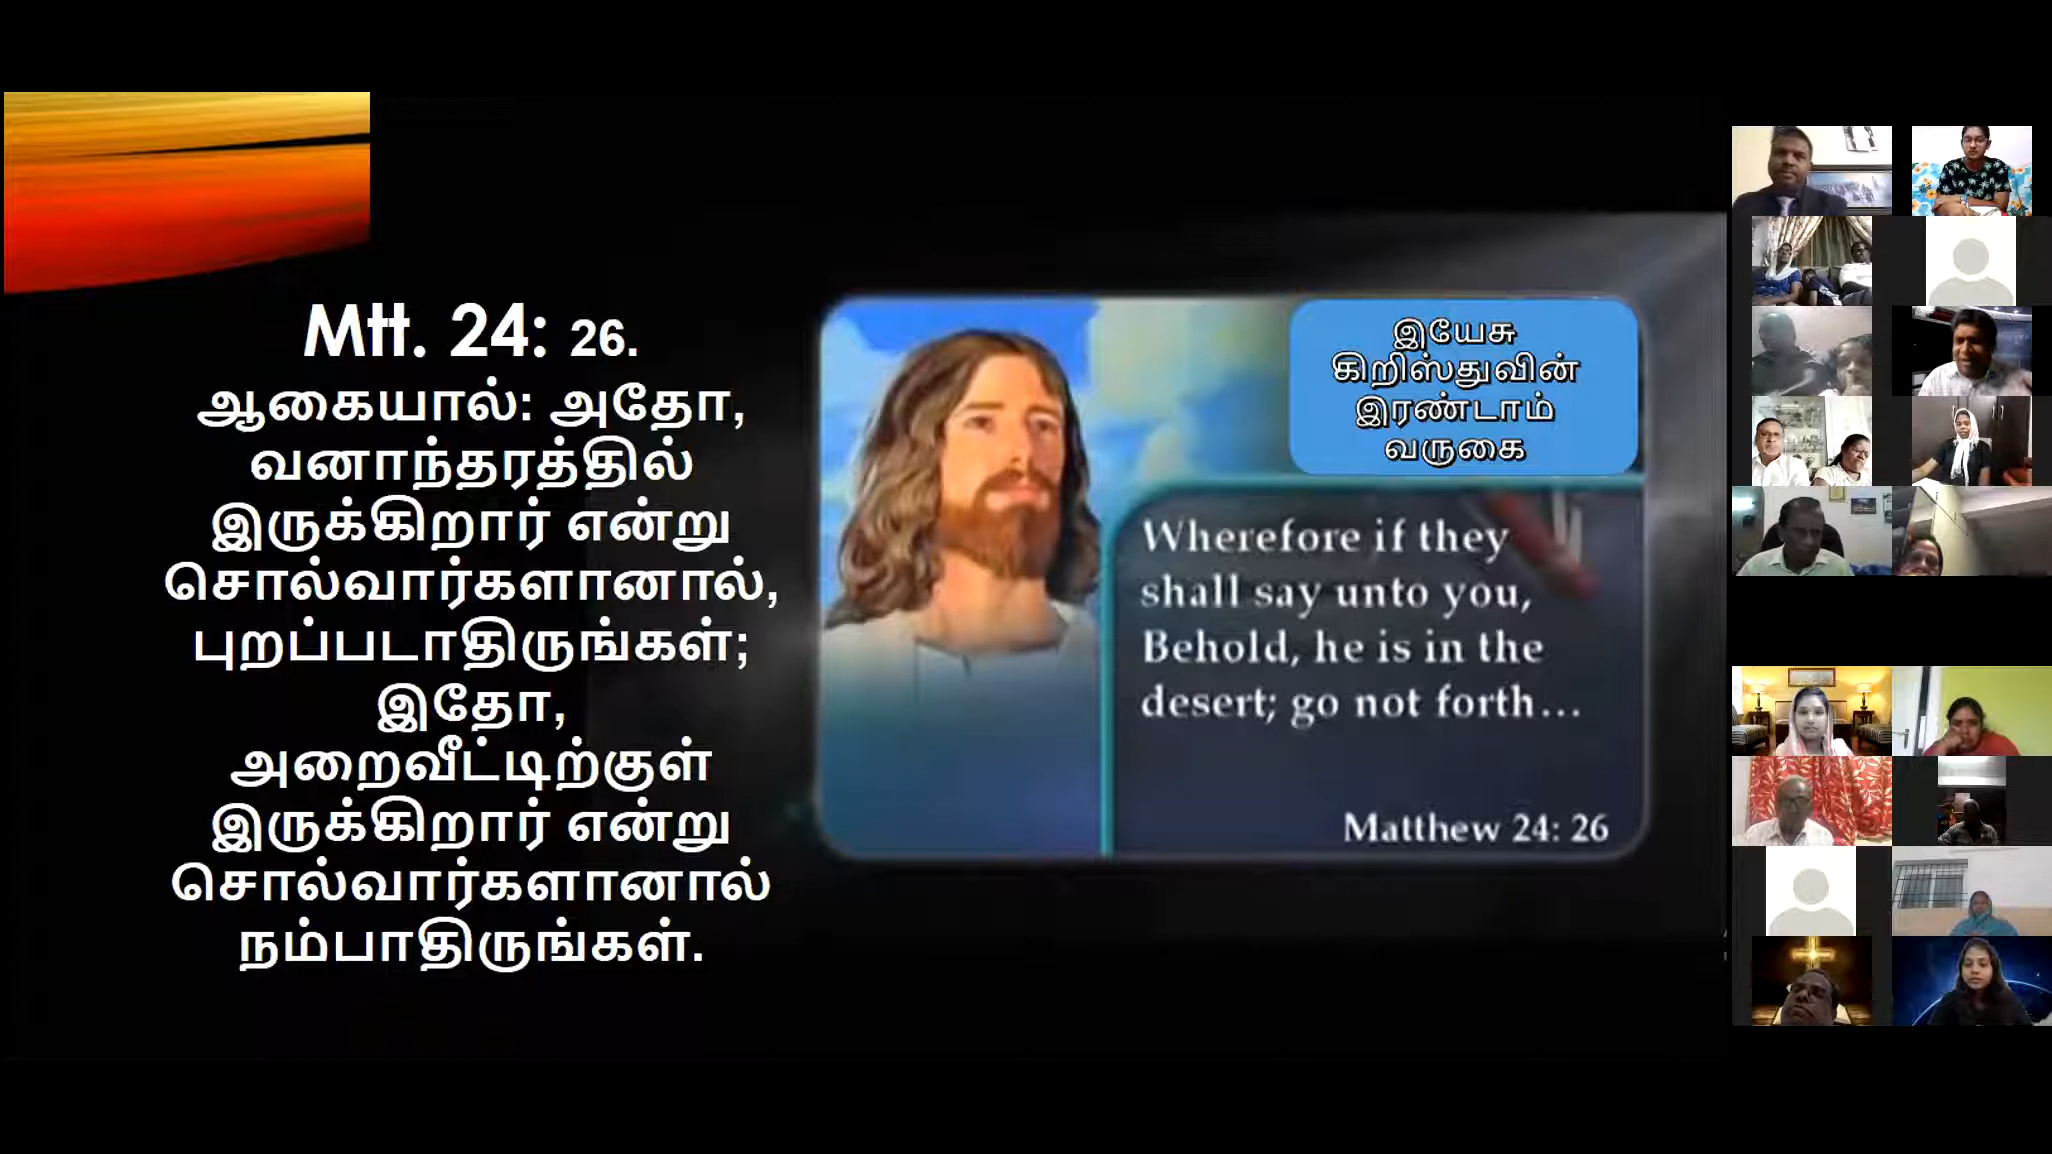 Mtt. 24: 26.
ஆகையால்: அதோ,
வனாந்தரத்தில்
இருக்கிறார் என்று
சொல்வார்களானால்,
புறப்படாதிருங்கள்;
இதோ,
அறைவீட்டிற்குள்
இருக்கிறார் என்று
சொல்வார்களானால்
நம்பாதிருங்கள்.
இயேசு
கிறிஸ்துவின்
இரண்டாம்
வருகை
Wherefore if they
shall say unto you,
Behold, he is in the
desert; go not forth...
Matthew 24: 26